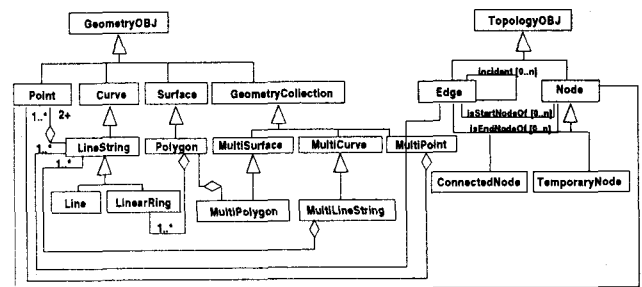 GeometryOBJ
TopologyOBJ
incident [0..n]
Point
Curve
Surface
GeometryCollection
Edge
Node
1..*
2+
isStartNodeOf [0..n]
isEndNodeOf [0..n]
1..*
LineString
Polygon
MultiSurface
MultiCurve
MultiPoint
1..*
ConnectedNode
TemporaryNode
Line
LinearRing
MultiPolygon
MultiLineString
1..*